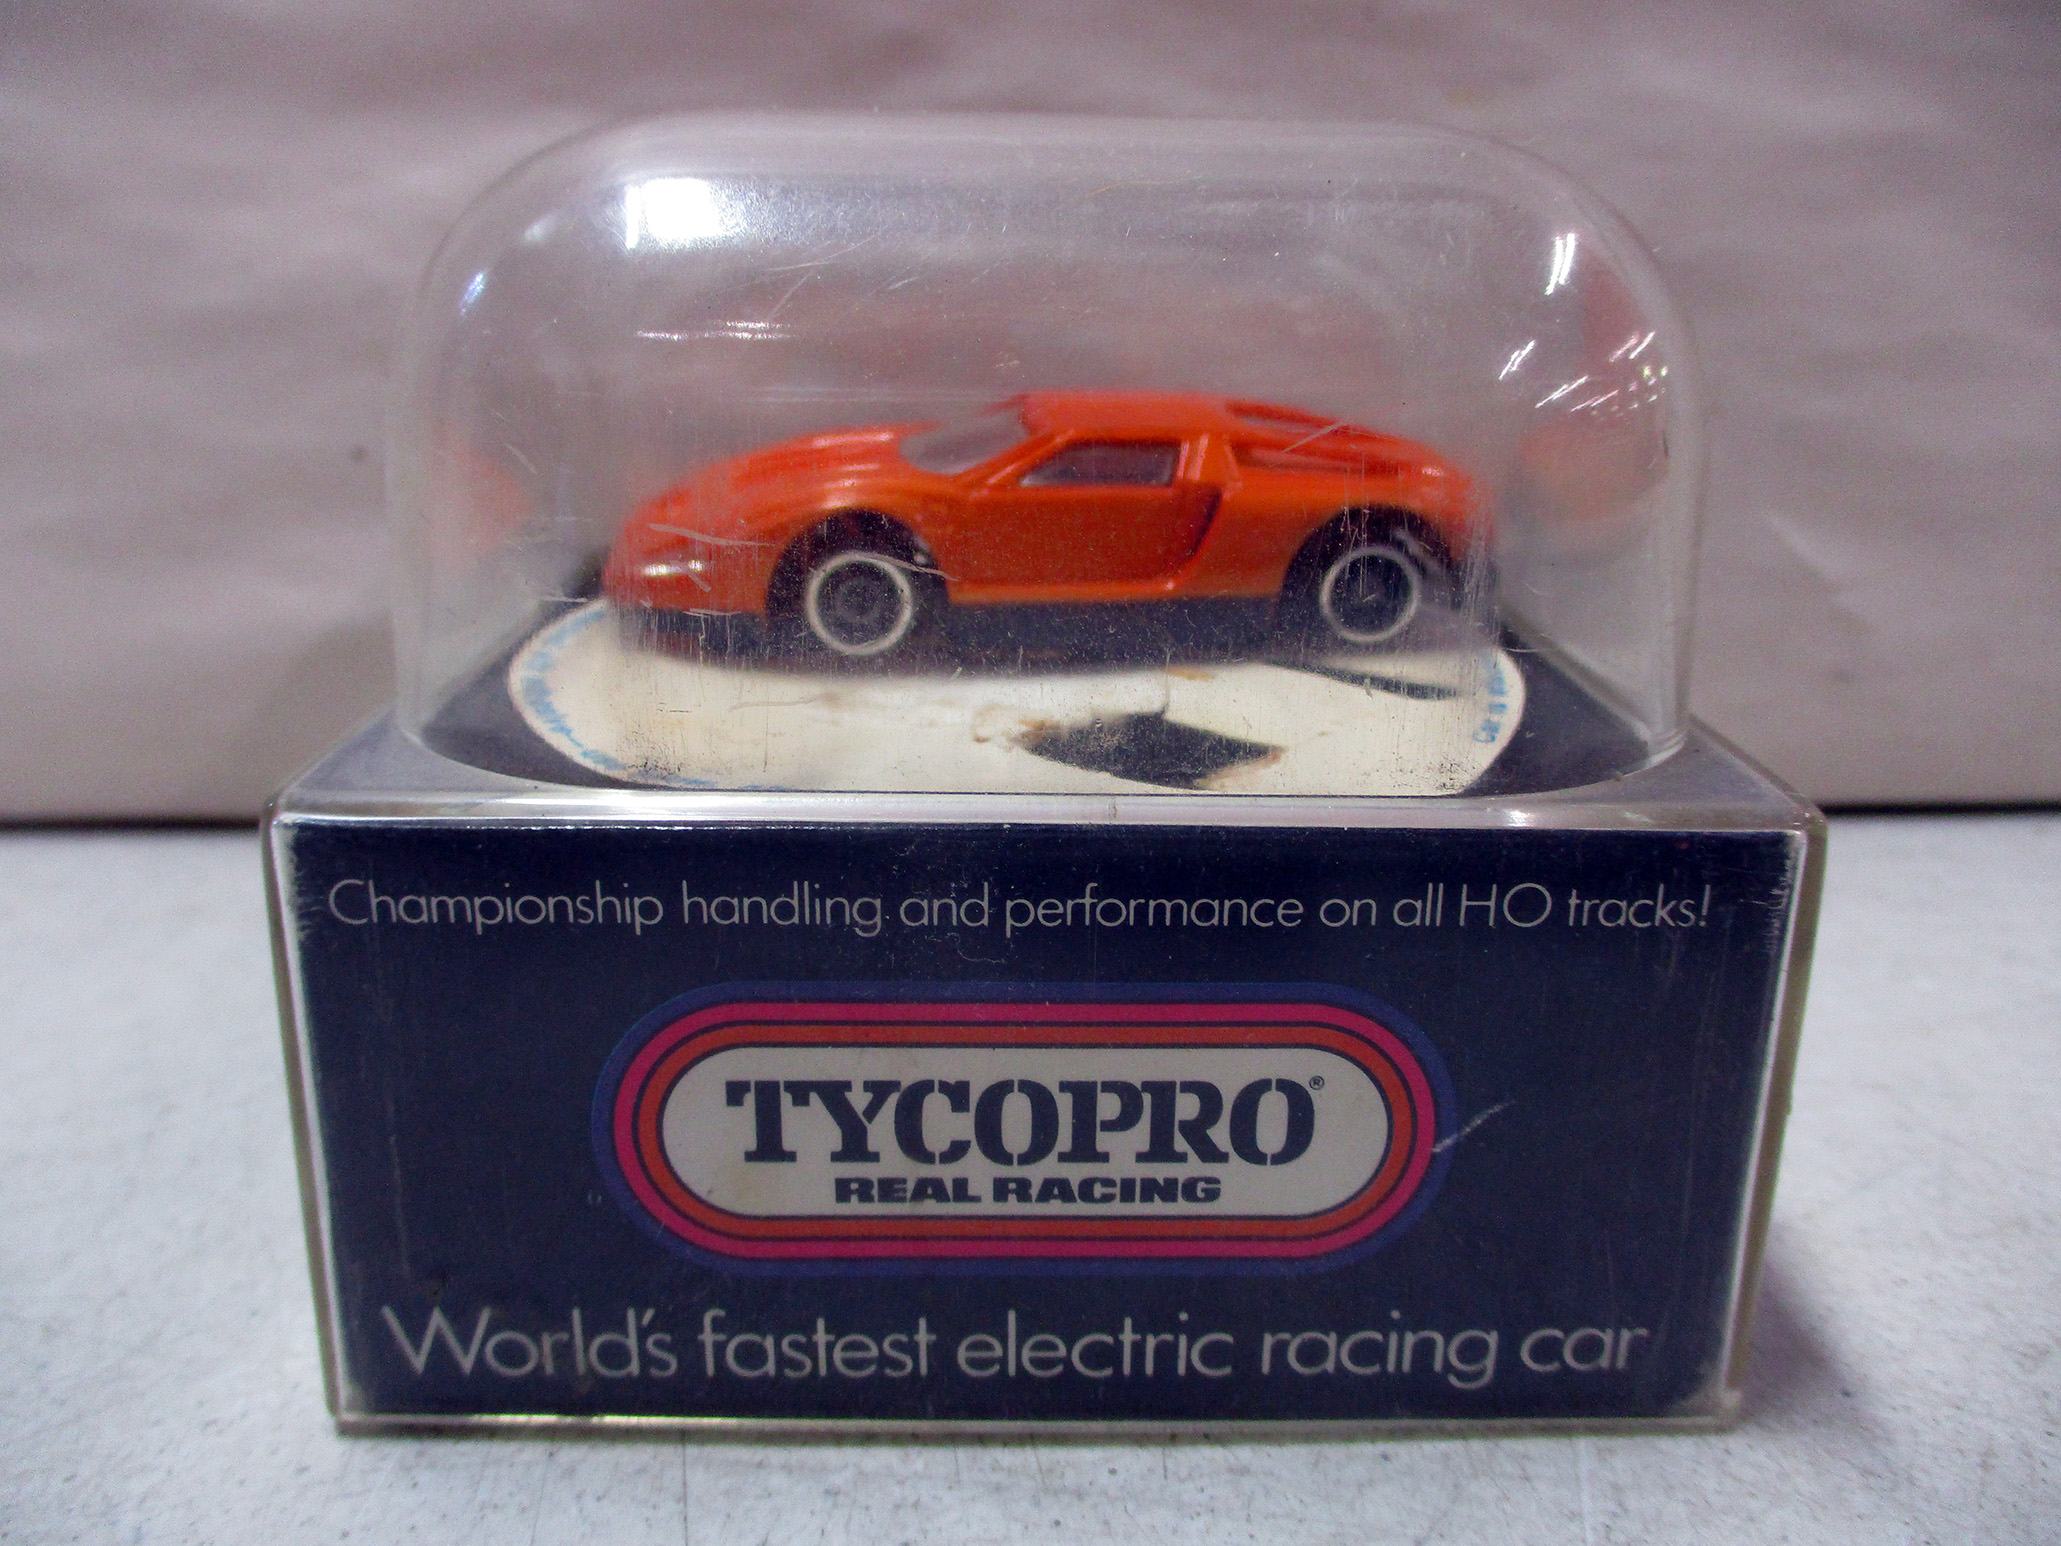 Championship handling and performance on all HO tracks!
TYCOPRO®
REAL RACING
World's fastest electric racing car